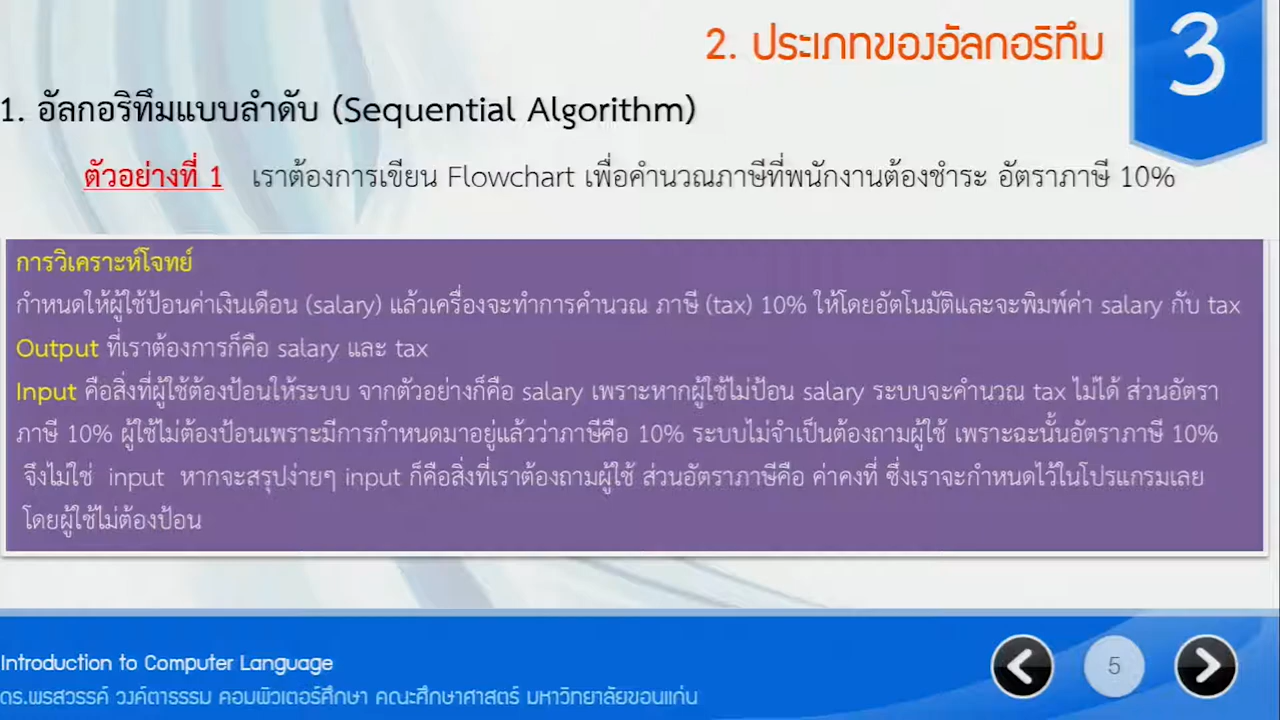 2. ประเภทของอัลกอริทึม
3
1. อัลกอริทึมแบบลำดับ (Sequential Algorithm)
ตัวอย่างที่ 1 เราต้องการเขียน Flowchart เพื่อคำนวณภาษีที่พนักงานต้องชำระ อัตราภาษี 10%
การวิเคราะห์โจทย์
กำหนดให้ผู้ใช้ป้อนค่าเงินเดือน (salary) แล้วเครื่องจะทำการคำนวณ ภาษี (tax) 10% ให้โดยอัตโนมัติและจะพิมพ์ค่า salary กับ tax
Output ที่เราต้องการก็คือ salary และ tax
Input คือสิ่งที่ผู้ใช้ต้องป้อนให้ระบบ จากตัวอย่างก็คือ salary เพราะหากผู้ใช้ไม่ป้อน salary ระบบจะคำนวณ tax ไม่ได้ ส่วนอัตรา
ภาษี 10% ผู้ใช้ไม่ต้องป้อนเพราะมีการกำหนดมาอยู่แล้วว่าภาษีคือ 10% ระบบไม่จำเป็นต้องถามผู้ใช้ เพราะฉะนั้นอัตราภาษี 10%
จึงไม่ใช่ input หากจะสรุปง่ายๆ input ก็คือสิ่งที่เราต้องถามผู้ใช้ ส่วนอัตราภาษีคือ ค่าคงที่ ซึ่งเราจะกำหนดไว้ในโปรแกรมเลย
โดยผู้ใช้ไม่ต้องป้อน
Introduction to Computer Language
5
ดร.พรสวรรค์ วงค์ตาธรรม คอมพิวเตอร์ศึกษา คณะศึกษาศาสตร์ มหาวิทยาลัยขอนแก่น